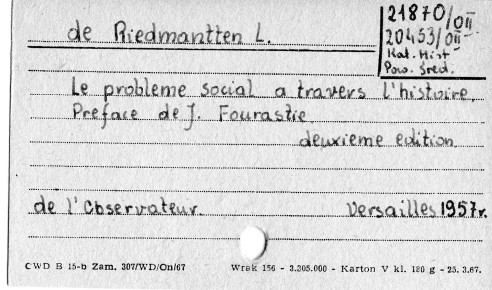 21870/OII
20453/OII
Kat. Hist
Pow. Śred.
de Riedmantten L.
Le probleme social a travers l'histoire.
Preface de J. Fourastie
deuxieme edition
de l'Observateur. Versailles 1957r.
CWD B 15-b Zam. 307/WD/On/67 Wrek 156 - 3.205.000 - Karton V kl. 180 g - 25. 3.67.